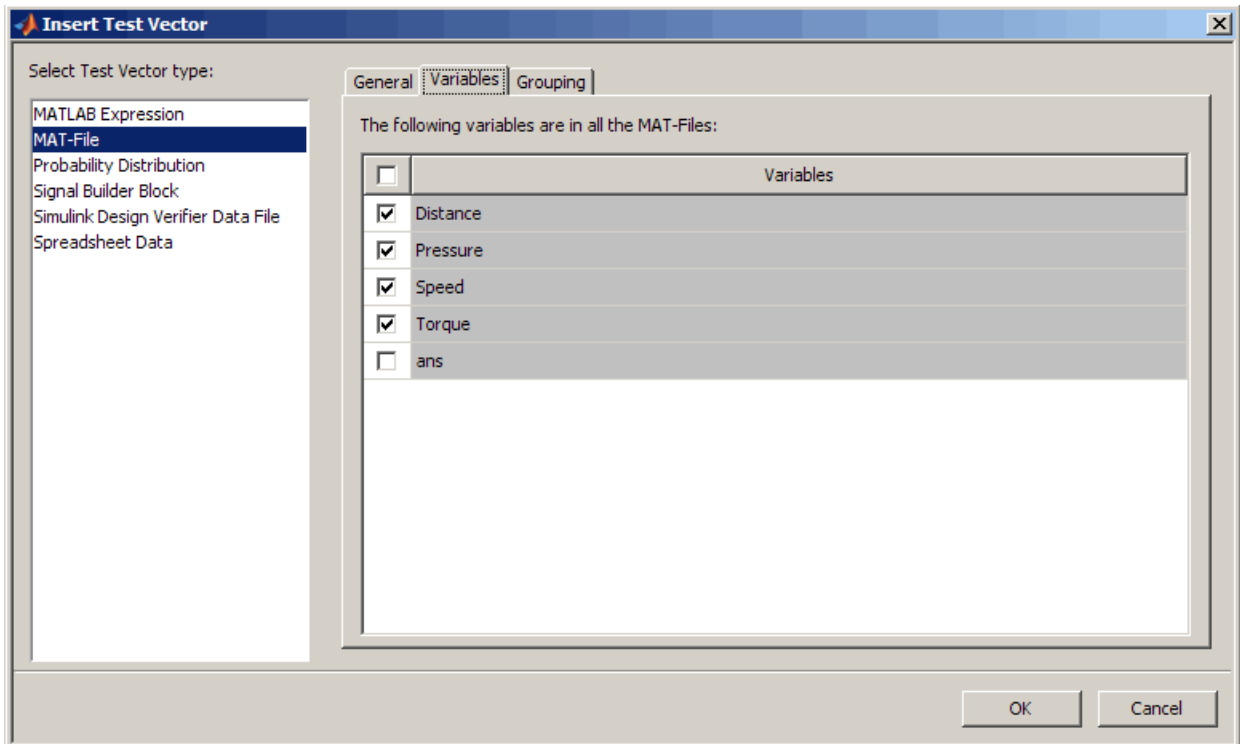 Insert Test Vector
Select Test Vector type:
MATLAB Expression
MAT-File
Probability Distribution
Signal Builder Block
Simulink Design Verifier Data File
Spreadsheet Data
General Variables Grouping
The following variables are in all the MAT-Files:
Variables
Distance
Pressure
Speed
Torque
ans
OK Cancel